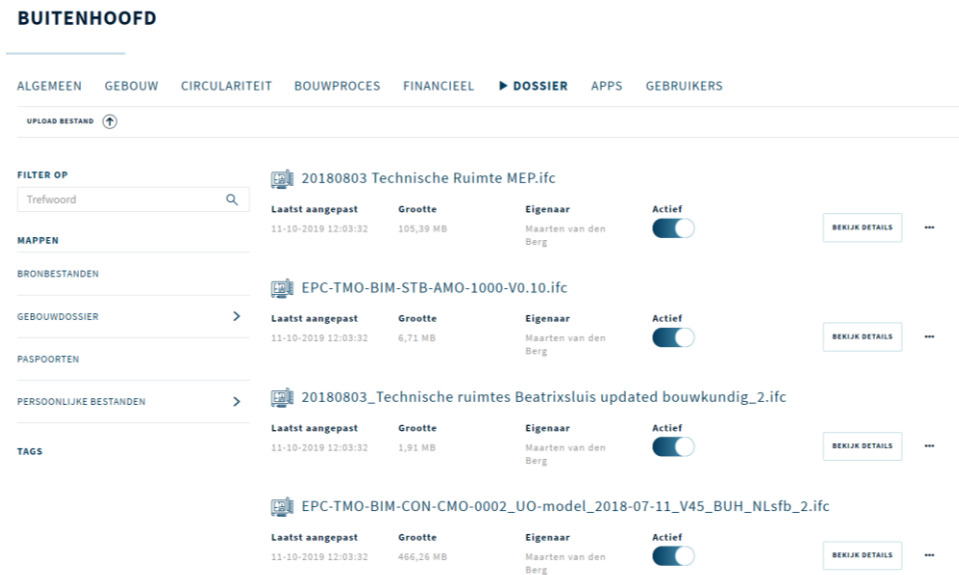 BUITENHOOFD
ALGEMEEN GEBOUW CIRCULARITEIT BOUWPROCES FINANCIEEL DOSSIER APPS GEBRUIKERS
UPLOAD BESTAND
FILTER OP
Trefwoord
MAPPEN
BRONBESTANDEN
GEBOUWDOSSIER
PASPOORTEN
PERSOONLIJKE BESTANDEN
TAGS
20180803 Technische Ruimte MEP.ifc
Laatst aangepast Grootte Eigenaar Actief
11-10-2019 12:03:32 105,39 MB Maarten van den
Berg
BEKIJK DETAILS
EPC-TMO-BIM-STB-AMO-1000-V0.10.ifc
Laatst aangepast Grootte Eigenaar Actief
11-10-2019 12:03:32 6,71 MB Maarten van den
Berg
BEKIJK DETAILS
20180803_Technische ruimtes Beatrixsluis updated bouwkundig_2.ifc
Laatst aangepast Grootte Eigenaar Actief
11-10-2019 12:03:32 1,91 MB Maarten van den
Berg
BEKIJK DETAILS
EPC-TMO-BIM-CON-CMO-0002_UO-model_2018-07-11_V45_BUH_NLsfb_2.ifc
Laatst aangepast Grootte Eigenaar Actief
11-10-2019 12:03:32 466,26 MB Maarten van den
Berg
BEKIJK DETAILS